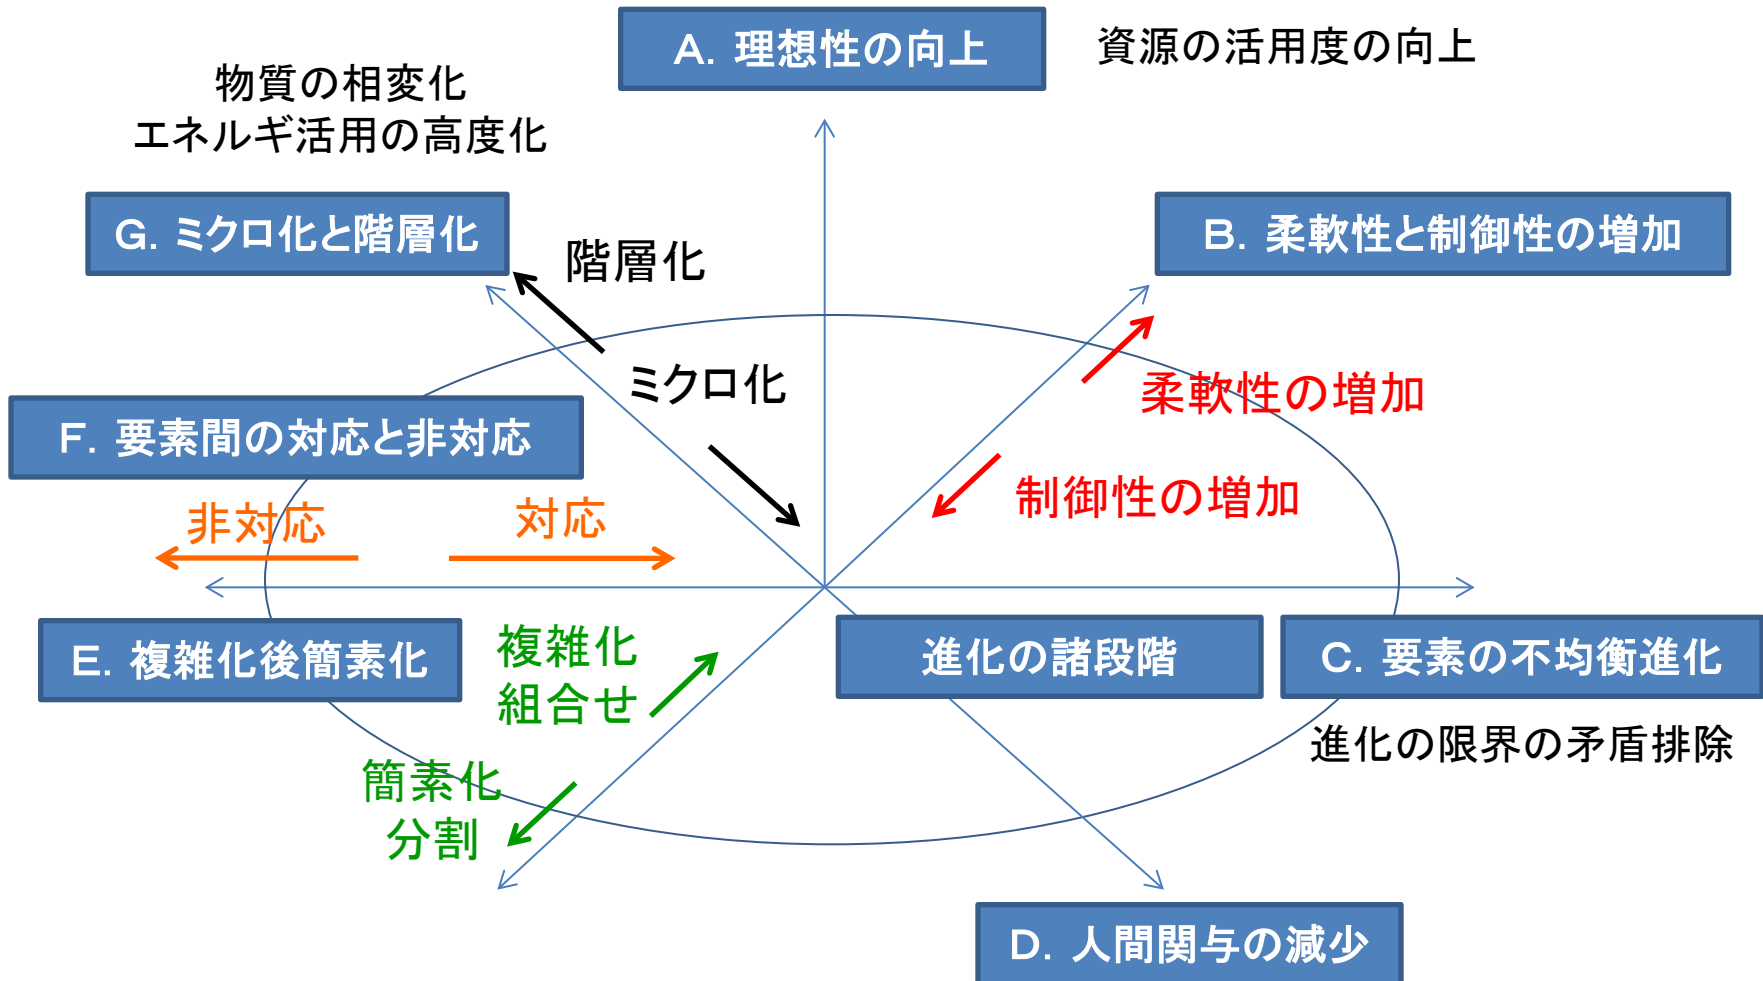 A. 理想性の向上
資源の活用度の向上
物質の相変化
エネルギ活用の高度化
G. ミクロ化と階層化
階層化
B. 柔軟性と制御性の増加
ミクロ化
柔軟性の増加
F. 要素間の対応と非対応
制御性の増加
非対応
対応
E. 複雑化後簡素化
複雑化
組合せ
進化の諸段階
C. 要素の不均衡進化
進化の限界の矛盾排除
簡素化
分割
D. 人間関与の減少